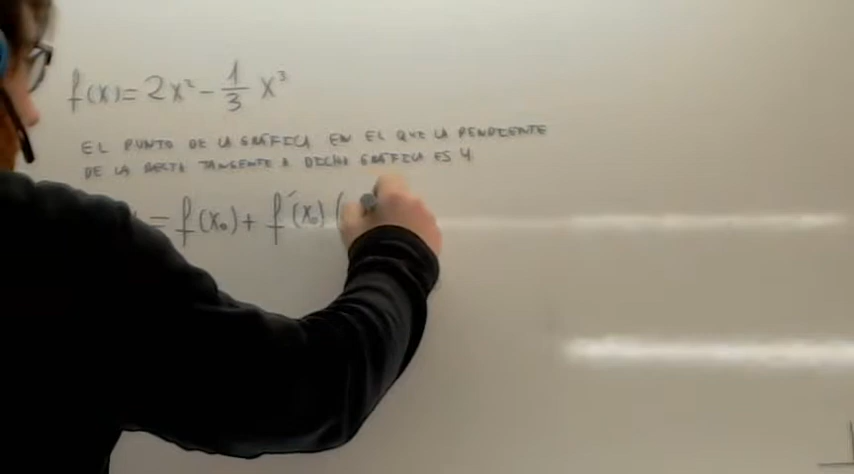 f(x) = 2x² - 1/3 x³
EL PUNTO DE LA GRÁFICA EN EL QUE LA PENDIENTE
DE LA RECTA TANGENTE A DICHA GRÁFICA ES 4
= f(x₀) + f´(x₀) (